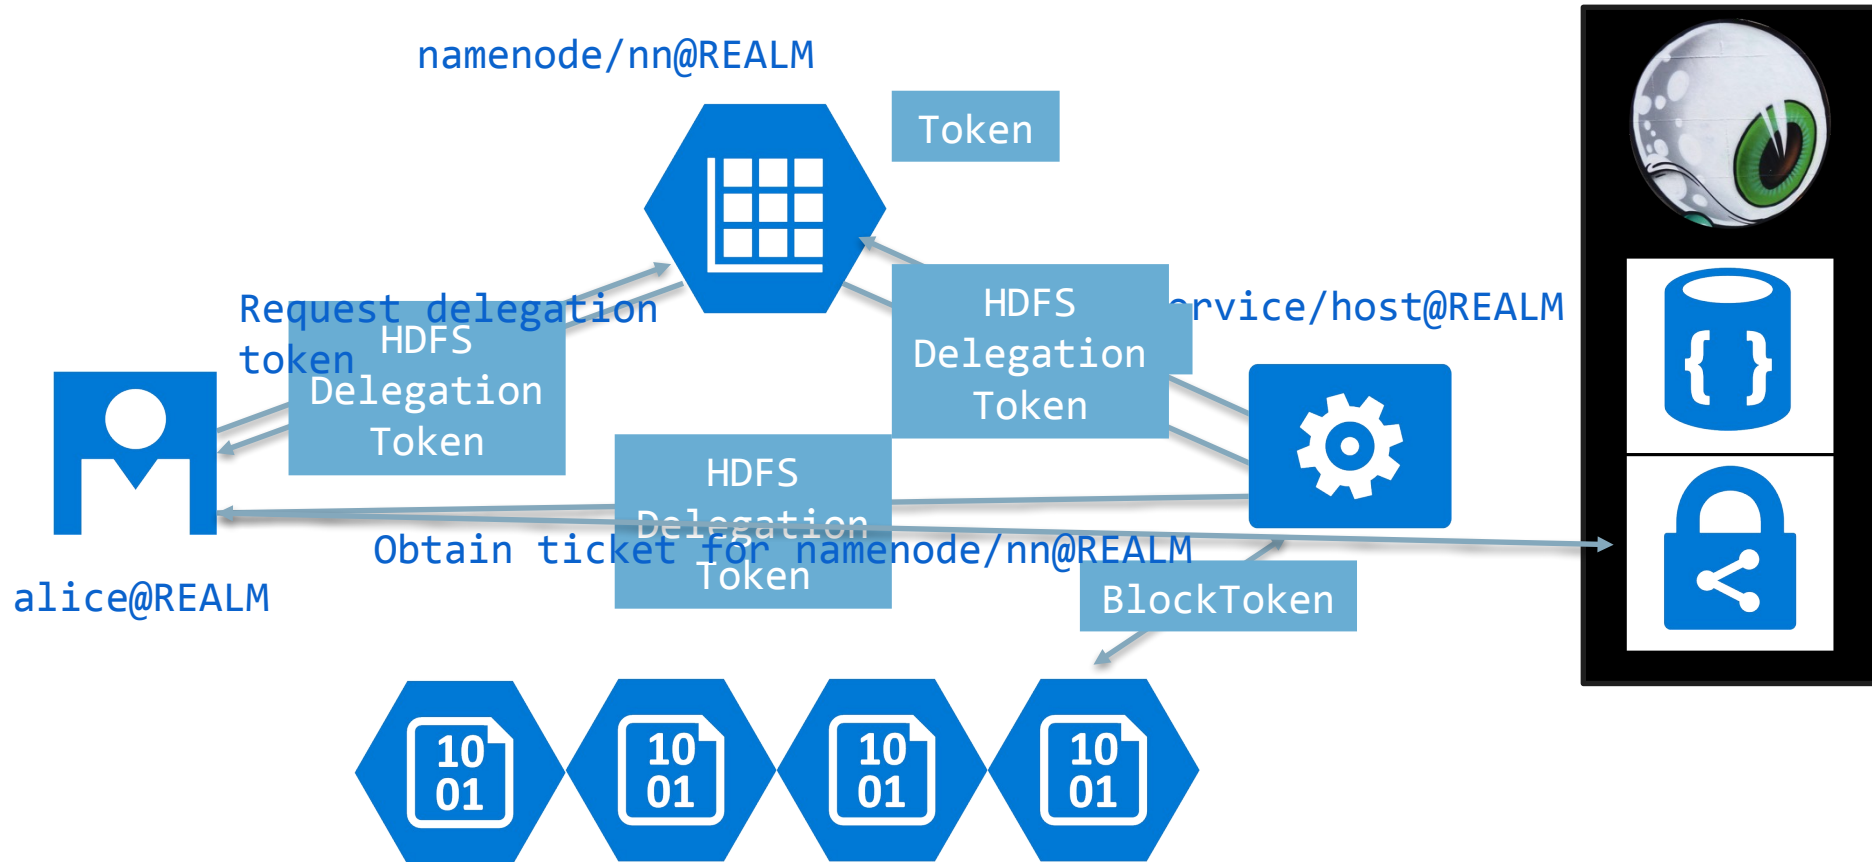 namenode/nn@REALM
Token
Request delegation
token
HDFS
Delegation
Token
HDFS
Delegation
Token
rvice/host@REALM
HDFS
Delegation
Token
Obtain ticket for namenode/nn@REALM
alice@REALM
BlockToken
{ }
10
01
10
01
10
01
10
01